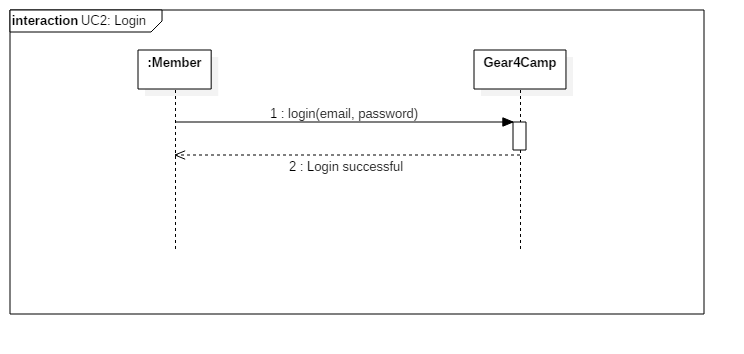 interaction UC2: Login
:Member
Gear4Camp
1 : login(email, password)
2 : Login successful